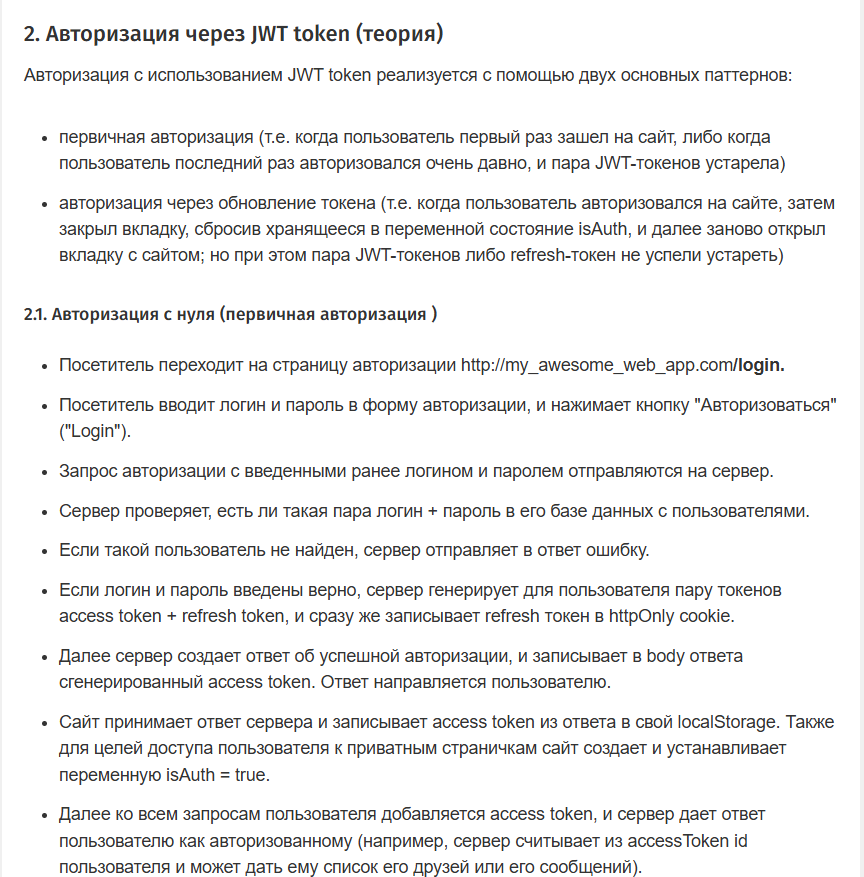 2. Авторизация через JWT token (теория)
Авторизация с использованием JWT token реализуется с помощью двух основных паттернов:
• первичная авторизация (т.е. когда пользователь первый раз зашел на сайт, либо когда
пользователь последний раз авторизовался очень давно, и пара JWT-токенов устарела)
• авторизация через обновление токена (т.е. когда пользователь авторизовался на сайте, затем
закрыл вкладку, сбросив хранящееся в переменной состояние isAuth, и далее заново открыл
вкладку с сайтом; но при этом пара JWT-токенов либо refresh-токен не успели устареть)
2.1. Авторизация с нуля (первичная авторизация )
• Посетитель переходит на страницу авторизации http://my_awesome_web_app.com/login.
• Посетитель вводит логин и пароль в форму авторизации, и нажимает кнопку "Авторизоваться"
("Login").
• Запрос авторизации с введенными ранее логином и паролем отправляются на сервер.
• Сервер проверяет, есть ли такая пара логин + пароль в его базе данных с пользователями.
• Если такой пользователь не найден, сервер отправляет в ответ ошибку.
• Если логин и пароль введены верно, сервер генерирует для пользователя пару токенов
access token + refresh token, и сразу же записывает refresh токен в httpOnly cookie.
• Далее сервер создает ответ об успешной авторизации, и записывает в body ответа
сгенерированный access token. Ответ направляется пользователю.
• Сайт принимает ответ сервера и записывает access token из ответа в свой localStorage. Также
для целей доступа пользователя к приватным страничкам сайт создает и устанавливает
переменную isAuth = true.
• Далее ко всем запросам пользователя добавляется access token, и сервер дает ответ
пользователю как авторизованному (например, сервер считывает из accessToken id
пользователя и может дать ему список его друзей или его сообщений).